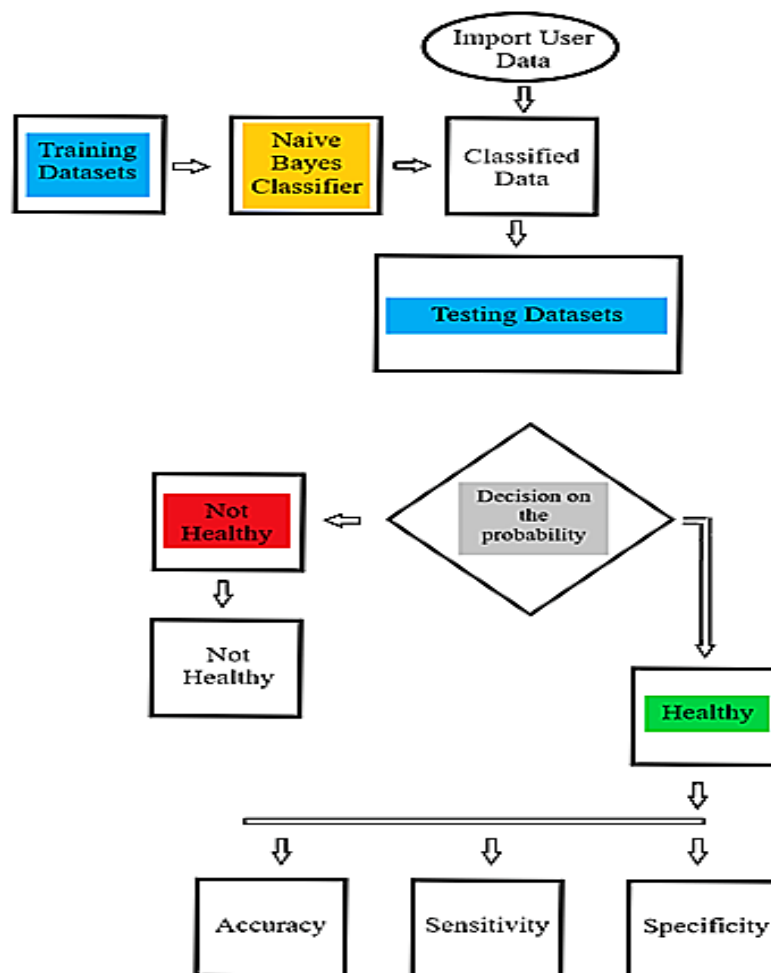 Import User
Data
Training
Datasets
Naive
Bayes
Classifier
Classified
Data
Testing Datasets
Decision on
the
probability
Not
Healthy
Not
Healthy
Healthy
Accuracy
Sensitivity
Specificity